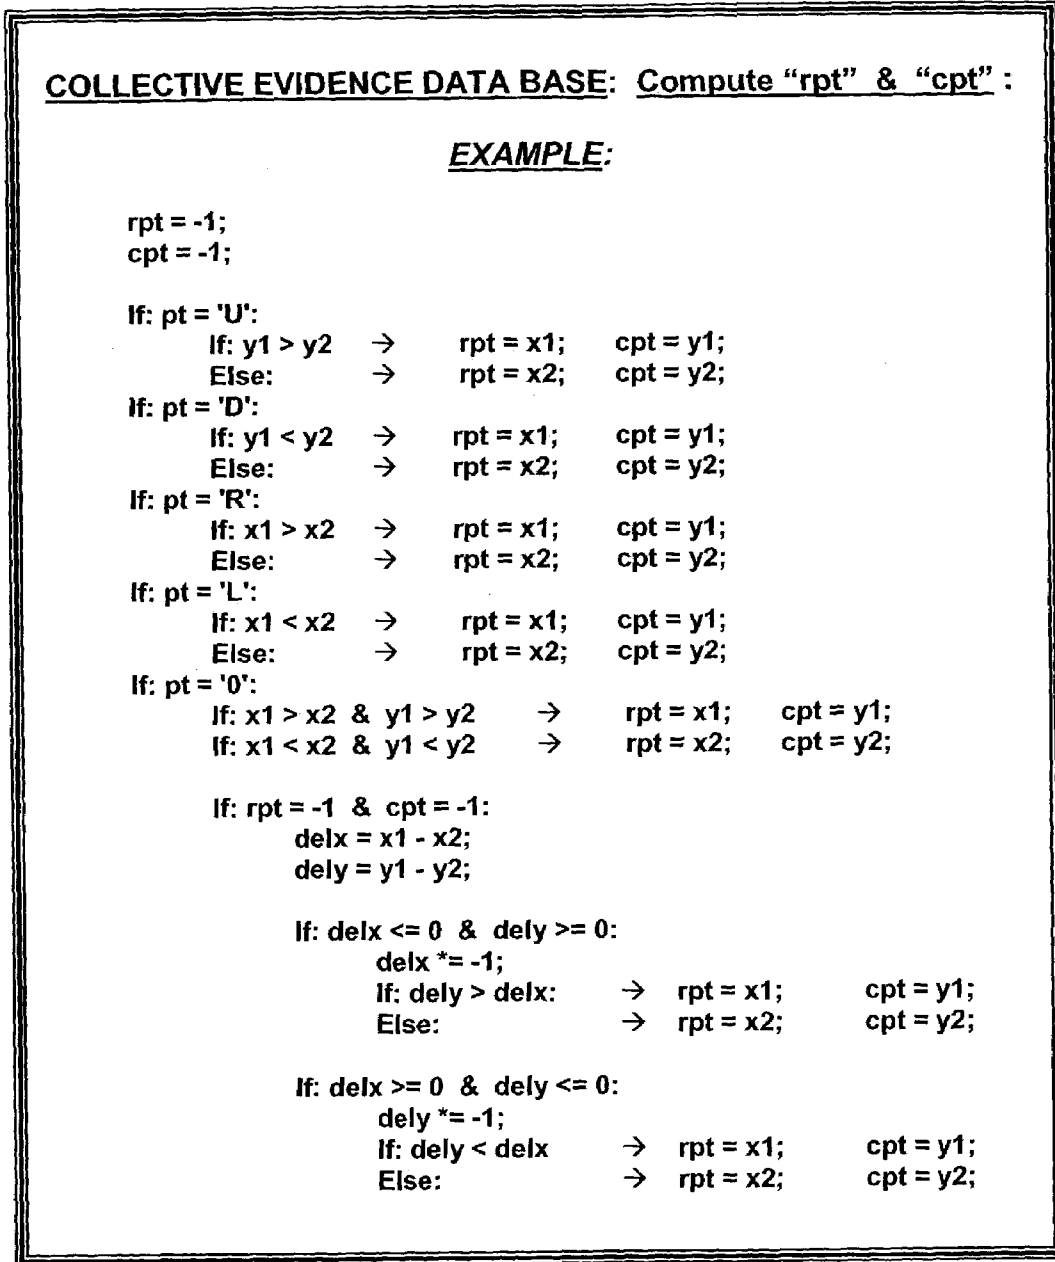 COLLECTIVE EVIDENCE DATA BASE: Compute “rpt” & “cpt” :
EXAMPLE:
rpt = -1;
cpt = -1;
If: pt = 'U':
If: y1 > y2 → rpt = x1; cpt = y1;
Else: → rpt = x2; cpt = y2;
If: pt = 'D':
If: y1 < y2 → rpt = x1; cpt = y1;
Else: → rpt = x2; cpt = y2;
If: pt = 'R':
If: x1 > x2 → rpt = x1; cpt = y1;
Else: → rpt = x2; cpt = y2;
If: pt = 'L':
If: x1 < x2 → rpt = x1; cpt = y1;
Else: → rpt = x2; cpt = y2;
If: pt = '0':
If: x1 > x2 & y1 > y2 → rpt = x1; cpt = y1;
If: x1 < x2 & y1 < y2 → rpt = x2; cpt = y2;
If: rpt = -1 & cpt = -1:
delx = x1 - x2;
dely = y1 - y2;
If: delx <= 0 & dely >= 0:
delx *= -1;
If: dely > delx: → rpt = x1; cpt = y1;
Else: → rpt = x2; cpt = y2;
If: delx >= 0 & dely <= 0:
dely *= -1;
If: dely < delx → rpt = x1; cpt = y1;
Else: → rpt = x2; cpt = y2;